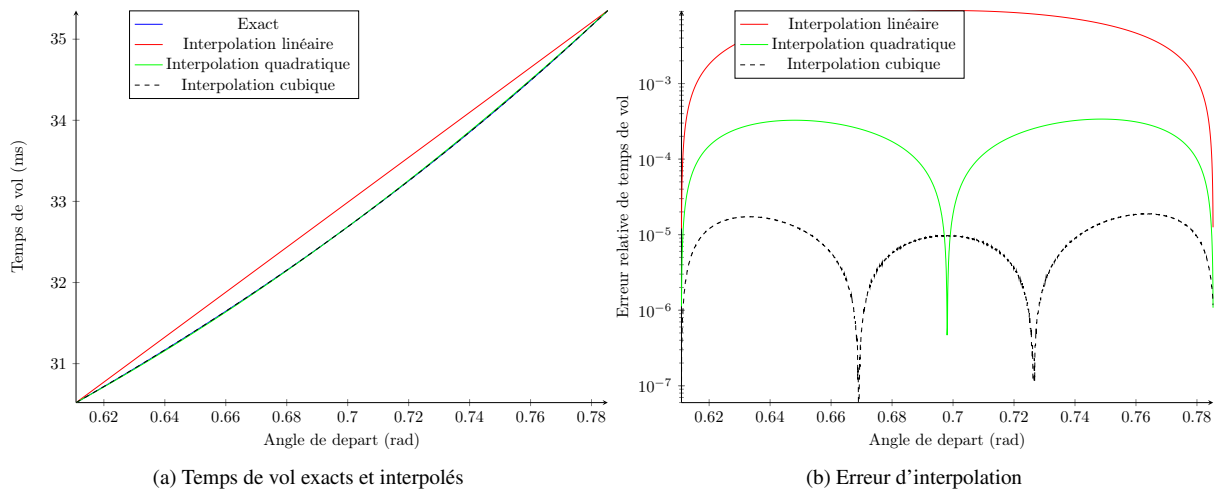 Exact
Interpolation linéaire
Interpolation quadratique
Interpolation cubique
35
34
33
32
31
Temps de vol (ms)
0.62 0.64 0.66 0.68 0.7 0.72 0.74 0.76 0.78
Angle de depart (rad)
(a) Temps de vol exacts et interpolés
Interpolation linéaire
Interpolation quadratique
Interpolation cubique
10⁻³
10⁻⁴
10⁻⁵
10⁻⁶
10⁻⁷
Erreur relative de temps de vol
0.62 0.64 0.66 0.68 0.7 0.72 0.74 0.76 0.78
Angle de depart (rad)
(b) Erreur d'interpolation